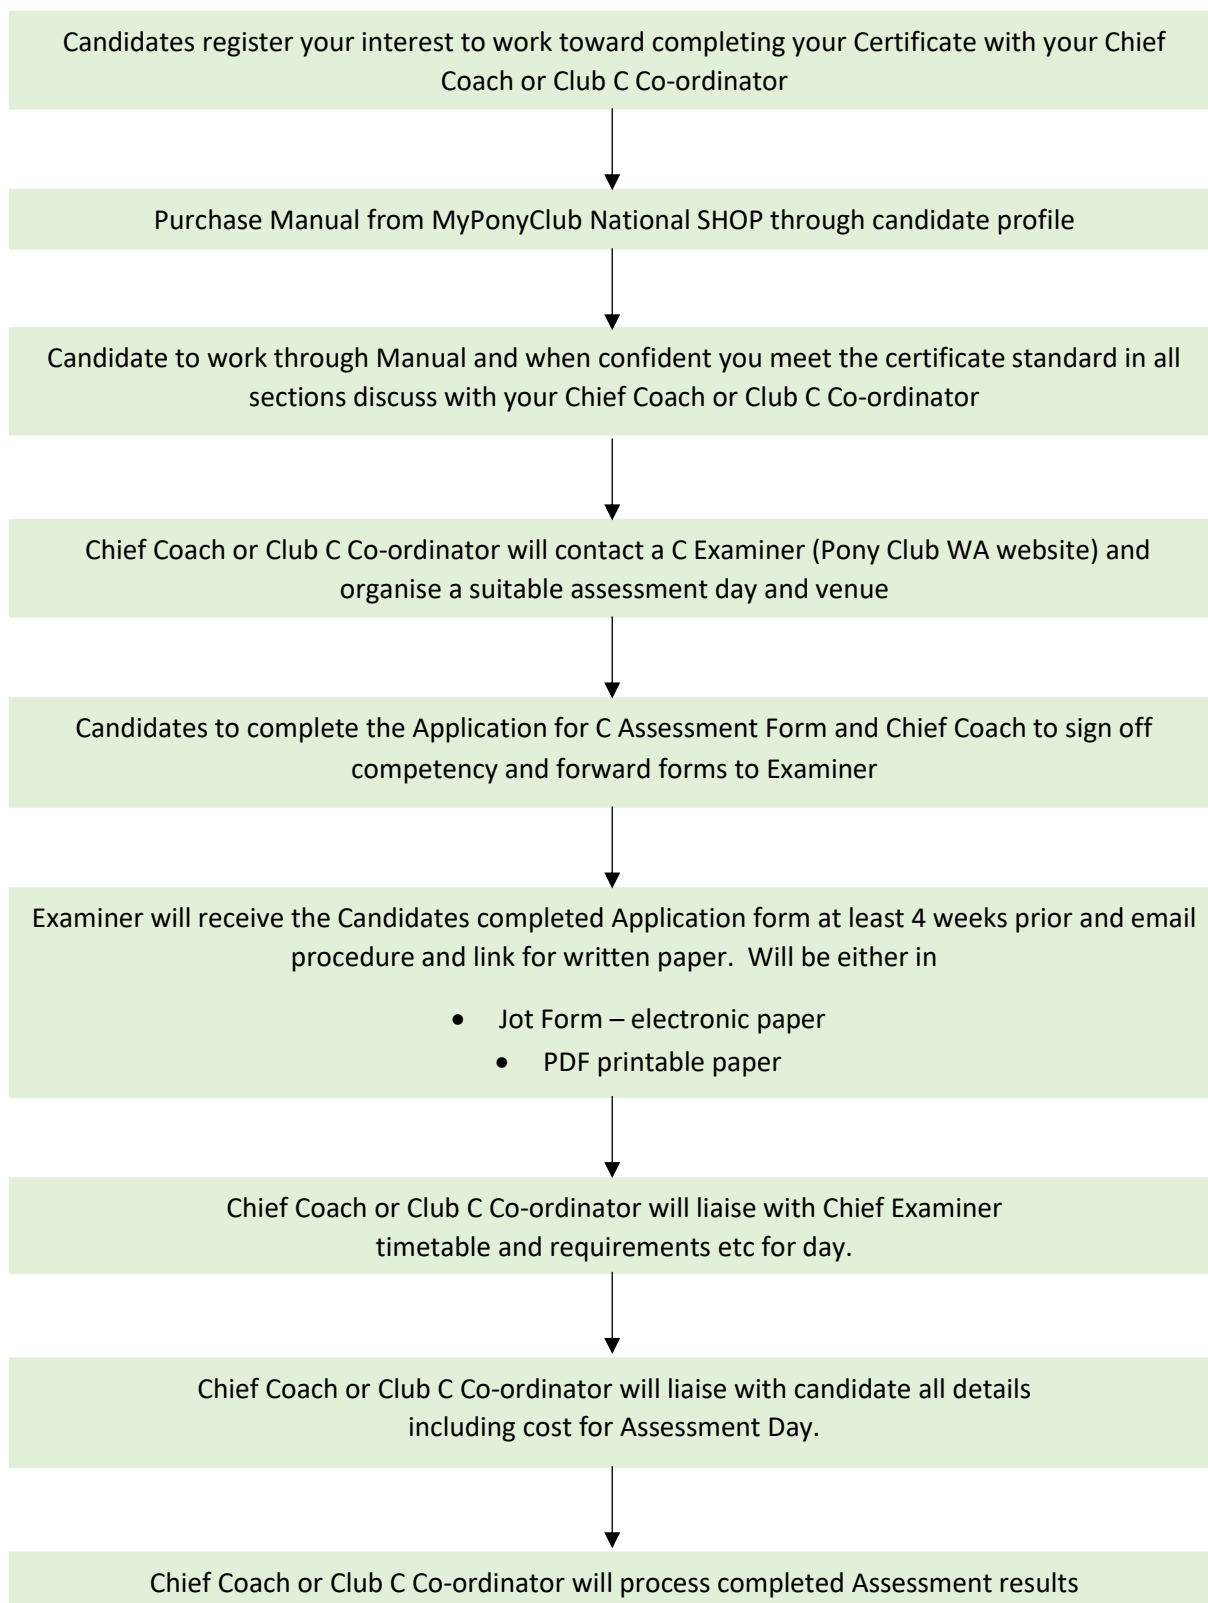 Candidates register your interest to work toward completing your Certificate with your Chief
Coach or Club C Co-ordinator
Purchase Manual from MyPonyClub National SHOP through candidate profile
Candidate to work through Manual and when confident you meet the certificate standard in all
sections discuss with your Chief Coach or Club C Co-ordinator
Chief Coach or Club C Co-ordinator will contact a C Examiner (Pony Club WA website) and
organise a suitable assessment day and venue
Candidates to complete the Application for C Assessment Form and Chief Coach to sign off
competency and forward forms to Examiner
Examiner will receive the Candidates completed Application form at least 4 weeks prior and email
procedure and link for written paper.  Will be either in
• Jot Form – electronic paper
• PDF printable paper
Chief Coach or Club C Co-ordinator will liaise with Chief Examiner
timetable and requirements etc for day.
Chief Coach or Club C Co-ordinator will liaise with candidate all details
including cost for Assessment Day.
Chief Coach or Club C Co-ordinator will process completed Assessment results